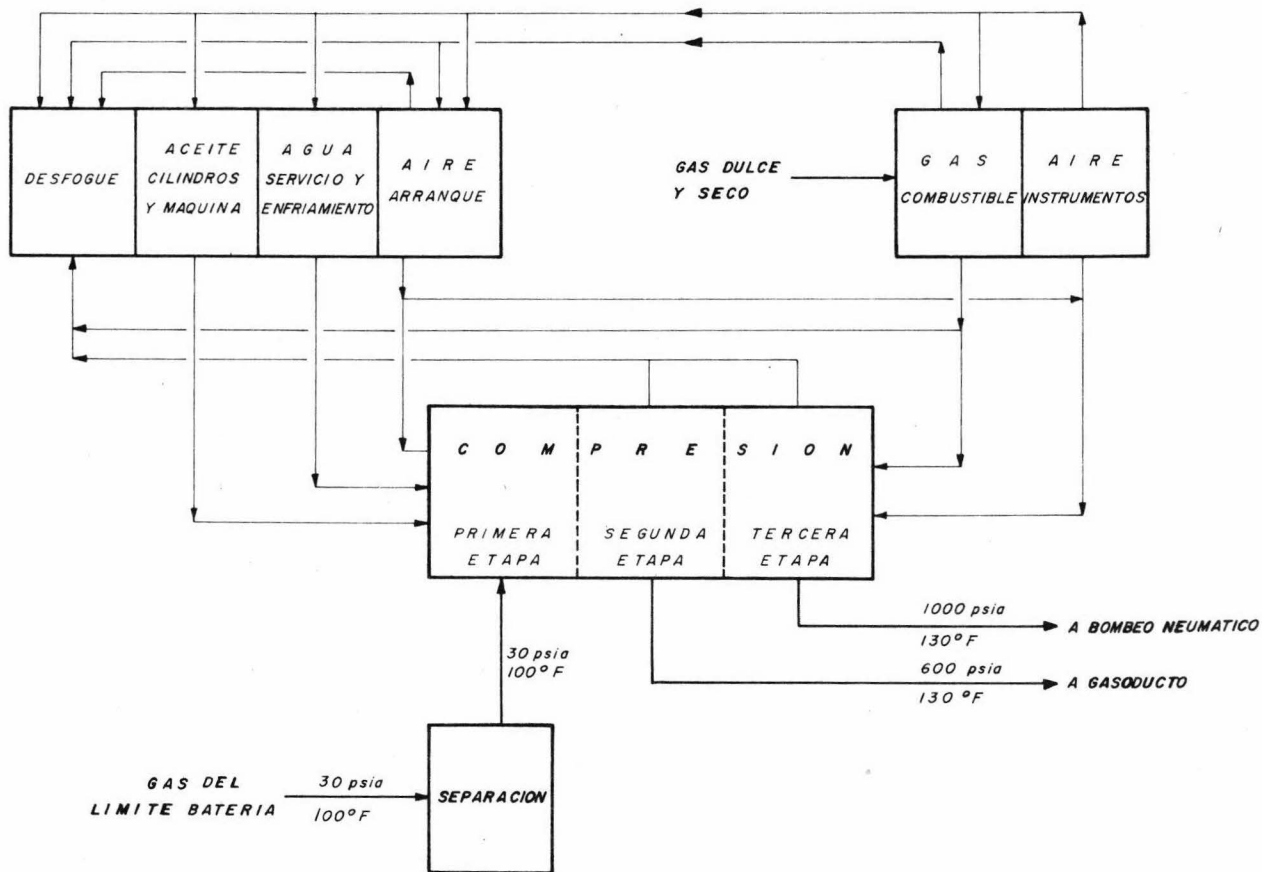 DESFOGUE
ACEITE
CILINDROS
Y MAQUINA
AGUA
SERVICIO Y
ENFRIAMIENTO
AIRE
ARRANQUE
GAS DULCE
Y SECO
GAS
COMBUSTIBLE
AIRE
INSTRUMENTOS
COMPRESION
PRIMERA
ETAPA
SEGUNDA
ETAPA
TERCERA
ETAPA
1000 psia
130°F
A BOMBEO NEUMATICO
600 psia
130°F
A GASODUCTO
30 psia
100°F
GAS DEL
LIMITE BATERIA
30 psia
100°F
SEPARACION